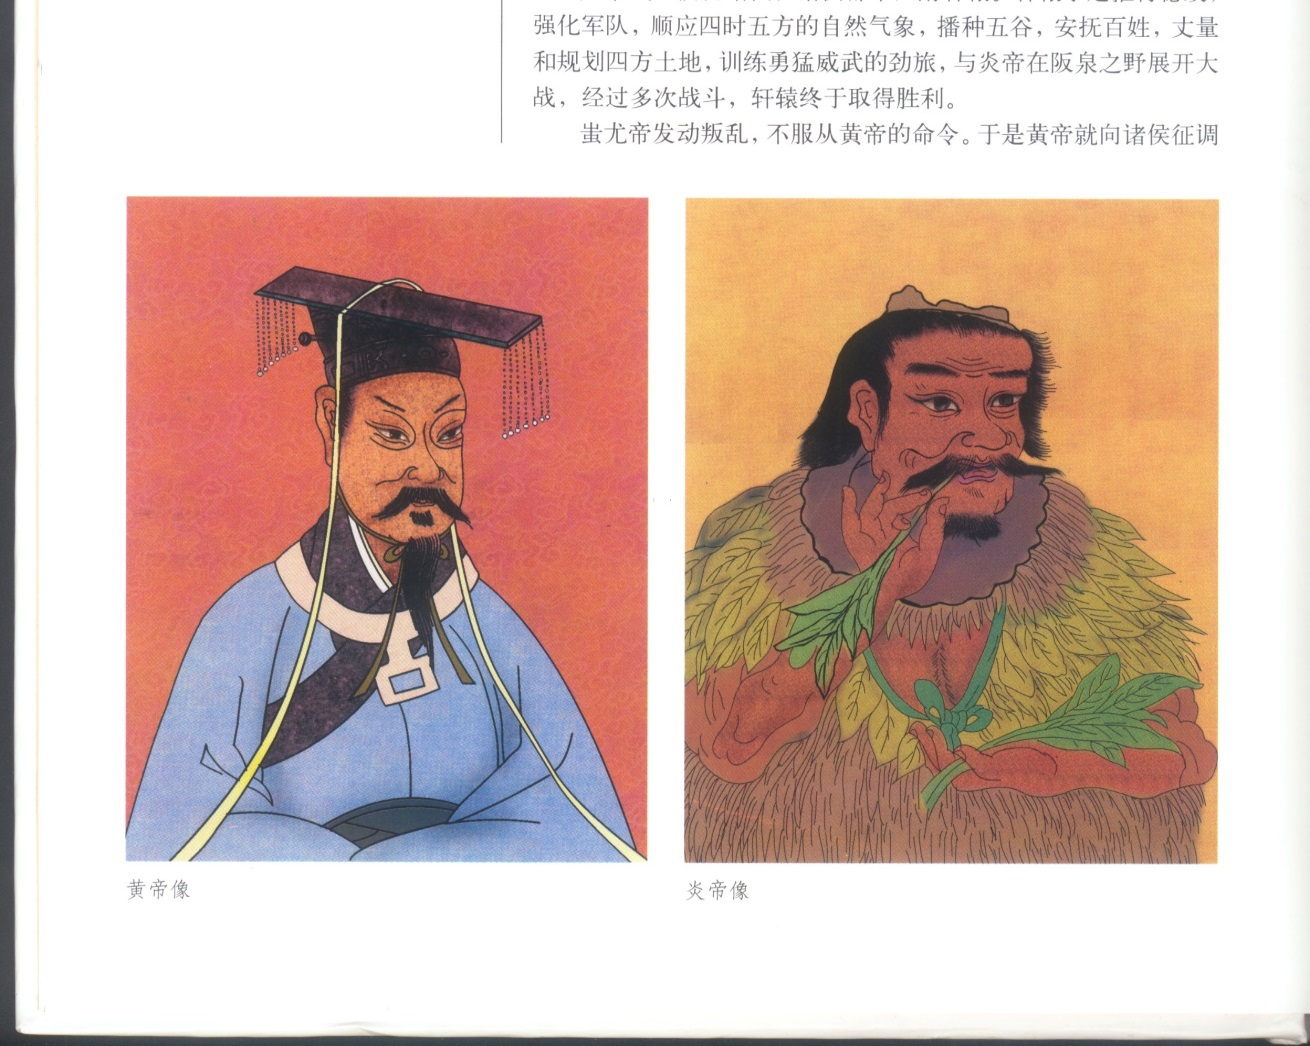 强化军队，顺应四时五方的自然气象，播种五谷，安抚百姓，丈量
和规划四方土地，训练勇猛威武的劲旅，与炎帝在阪泉之野展开大
战，经过多次战斗，轩辕终于取得胜利。
蚩尤帝发动叛乱，不服从黄帝的命令。于是黄帝就向诸侯征调
黄帝像
炎帝像